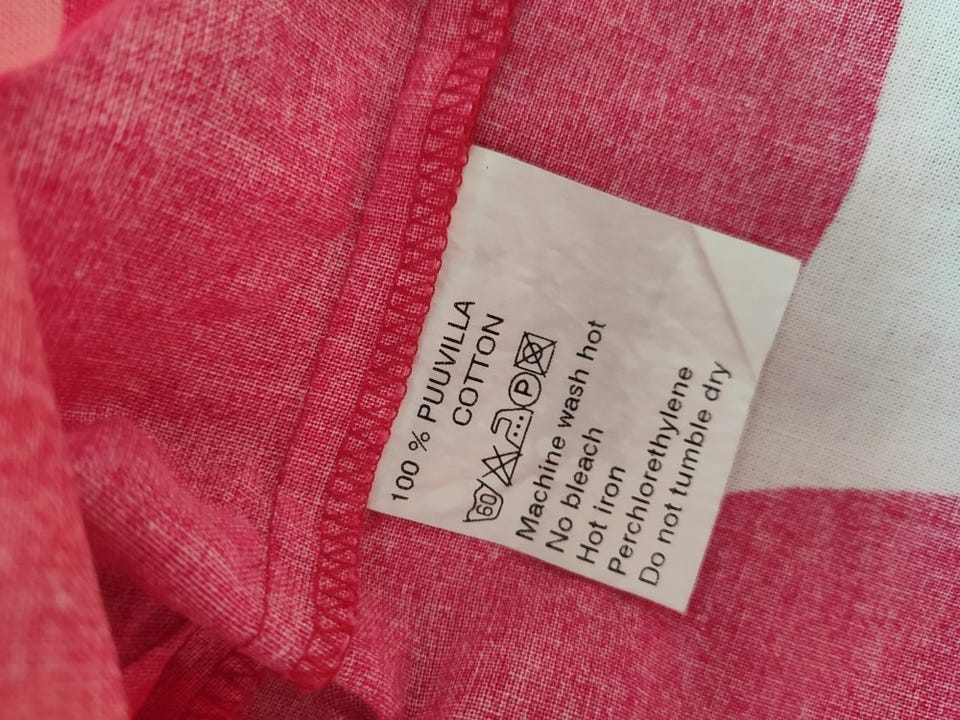 100 % PUUVILLA
COTTON
60 P
Machine wash hot
No bleach
Hot iron
Perchlorethylene
Do not tumble dry